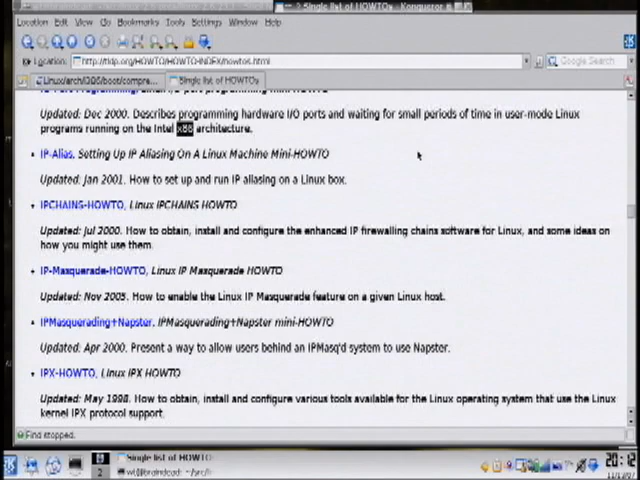 Single list of HOWTOs - Konqueror
Location Edit View Go Bookmarks Tools Settings Window Help
Location: http://tldp.org/HOWTO/HOWTO-INDEX/howtos.html
Google Search
Linux/arch/i386/boot/compre...
Single list of HOWTOs
Updated: Dec 2000. Describes programming hardware I/O ports and waiting for small periods of time in user-mode Linux
programs running on the Intel x86 architecture.
IP-Alias, Setting Up IP Aliasing On A Linux Machine Mini-HOWTO
Updated: Jan 2001. How to set up and run IP aliasing on a Linux box.
IPCHAINS-HOWTO, Linux IPCHAINS HOWTO
Updated: Jul 2000. How to obtain, install and configure the enhanced IP firewalling chains software for Linux, and some ideas on
how you might use them.
IP-Masquerade-HOWTO, Linux IP Masquerade HOWTO
Updated: Nov 2005. How to enable the Linux IP Masquerade feature on a given Linux host.
IPMasquerading+Napster, IPMasquerading+Napster mini-HOWTO
Updated: Apr 2000. Present a way to allow users behind an IPMasq'd system to use Napster.
IPX-HOWTO, Linux IPX HOWTO
Updated: May 1998. How to obtain, install and configure various tools available for the Linux operating system that use the Linux
kernel IPX protocol support.
Find stopped.
2
Single list of HOWTOs
20:12